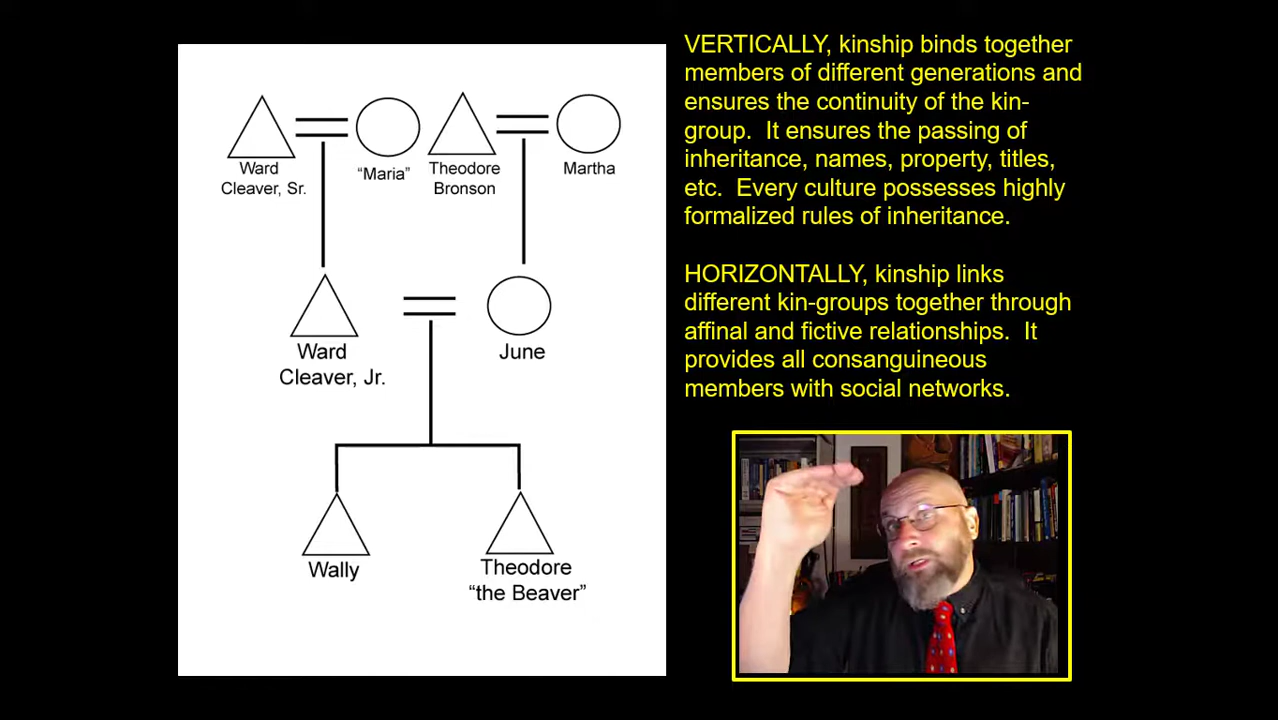 Ward
Cleaver, Sr.
“Maria”
Theodore
Bronson
Martha
Ward
Cleaver, Jr.
June
Wally
Theodore
“the Beaver”
VERTICALLY, kinship binds together
members of different generations and
ensures the continuity of the kin-
group.  It ensures the passing of
inheritance, names, property, titles,
etc.  Every culture possesses highly
formalized rules of inheritance.
HORIZONTALLY, kinship links
different kin-groups together through
affinal and fictive relationships.  It
provides all consanguineous
members with social networks.